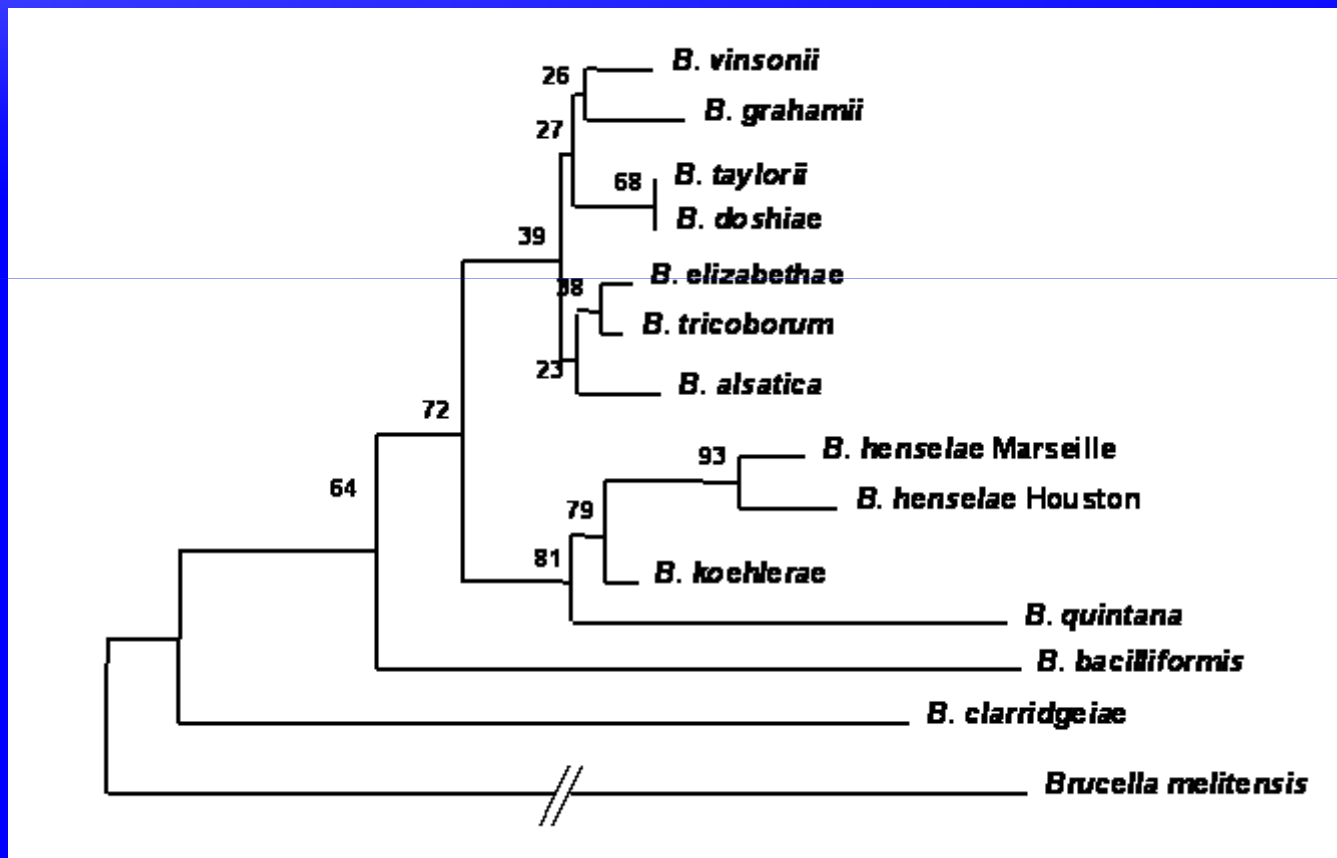 B. vinsonii
26
B. grahamii
27
B. taylorii
68
B. doshiae
39
B. elizabethae
38
B. tricoborum
23
B. alsatica
72
B. henselae Marseille
93
B. henselae Houston
64
79
81
B. koehlerae
B. quintana
B. bacilliformis
B. clarridgeiae
Brucella melitensis